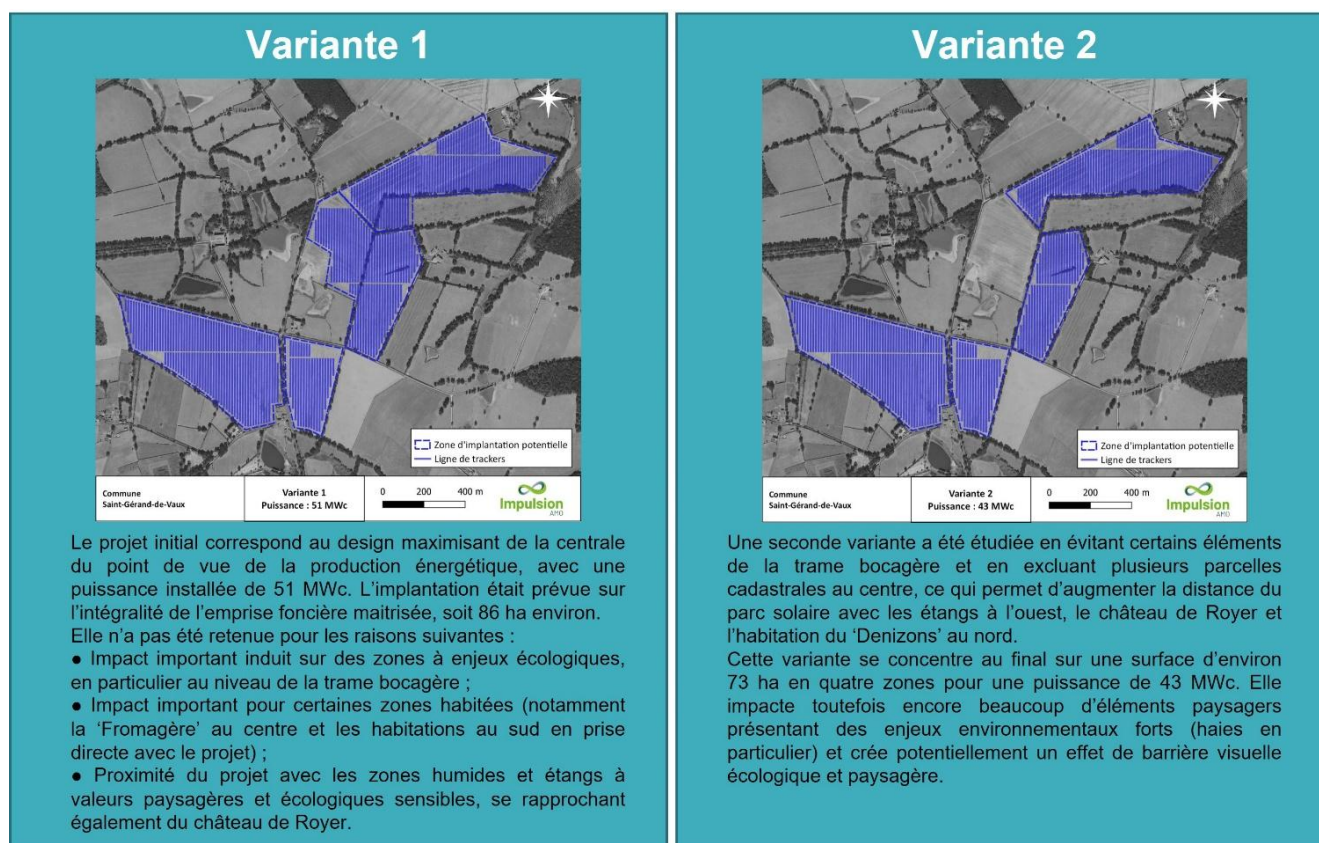 Variante 1
Zone d'implantation potentielle
Ligne de trackers
Commune
Saint-Gérand-de-Vaux
Variante 1
Puissance : 51 MWc
0 200 400 m
Impulsion
AMO
Le projet initial correspond au design maximisant de la centrale
du point de vue de la production énergétique, avec une
puissance installée de 51 MWc. L'implantation était prévue sur
l'intégralité de l'emprise foncière maitrisée, soit 86 ha environ.
Elle n'a pas été retenue pour les raisons suivantes :
● Impact important induit sur des zones à enjeux écologiques,
en particulier au niveau de la trame bocagère ;
● Impact important pour certaines zones habitées (notamment
la 'Fromagère' au centre et les habitations au sud en prise
directe avec le projet) ;
● Proximité du projet avec les zones humides et étangs à
valeurs paysagères et écologiques sensibles, se rapprochant
également du château de Royer.
Variante 2
Zone d'implantation potentielle
Ligne de trackers
Commune
Saint-Gérand-de-Vaux
Variante 2
Puissance : 43 MWc
0 200 400 m
Impulsion
AMO
Une seconde variante a été étudiée en évitant certains éléments
de la trame bocagère et en excluant plusieurs parcelles
cadastrales au centre, ce qui permet d'augmenter la distance du
parc solaire avec les étangs à l'ouest, le château de Royer et
l'habitation du 'Denizons' au nord.
Cette variante se concentre au final sur une surface d'environ
73 ha en quatre zones pour une puissance de 43 MWc. Elle
impacte toutefois encore beaucoup d'éléments paysagers
présentant des enjeux environnementaux forts (haies en
particulier) et crée potentiellement un effet de barrière visuelle
écologique et paysagère.